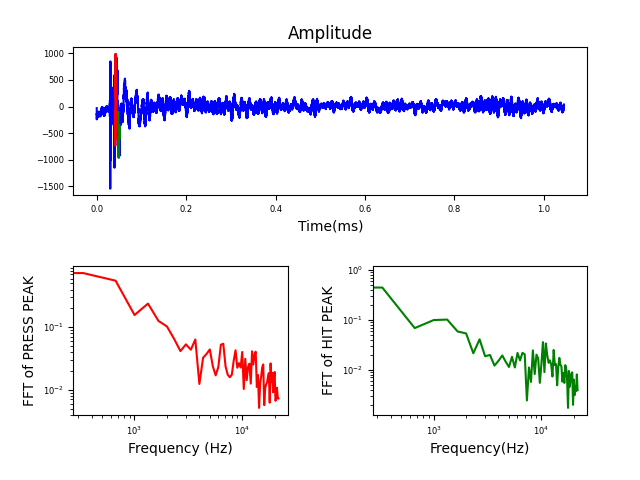 Amplitude
1000
500
0
−500
−1000
−1500
0.0 0.2 0.4 0.6 0.8 1.0
Time(ms)
FFT of PRESS PEAK
10⁻¹
10⁻²
10³ 10⁴
Frequency (Hz)
FFT of HIT PEAK
10⁰
10⁻¹
10⁻²
10³ 10⁴
Frequency(Hz)